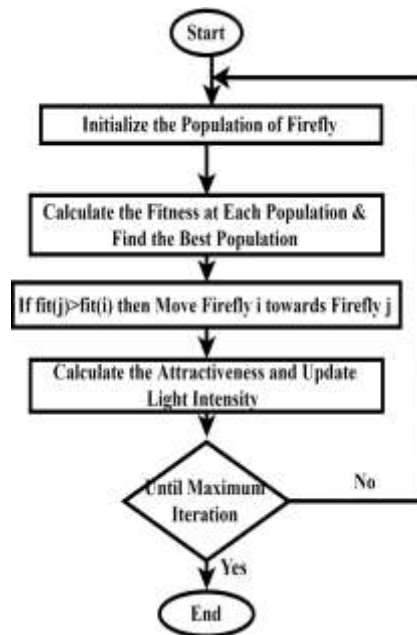 Start
Initialize the Population of Firefly
Calculate the Fitness at Each Population &
Find the Best Population
If fit(j)>fit(i) then Move Firefly i towards Firefly j
Calculate the Attractiveness and Update
Light Intensity
Until Maximum
Iteration
No
Yes
End